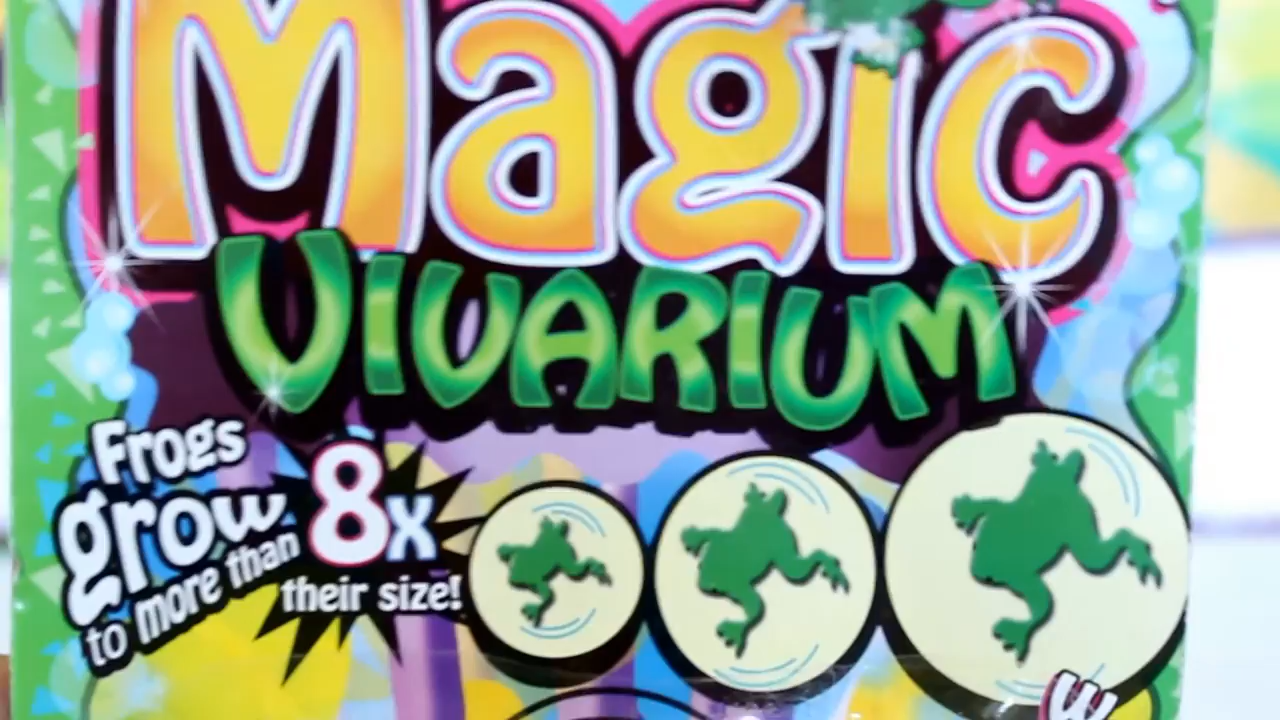 Magic
VIVARIUM
Frogs
grow
to more than
8x
their size!